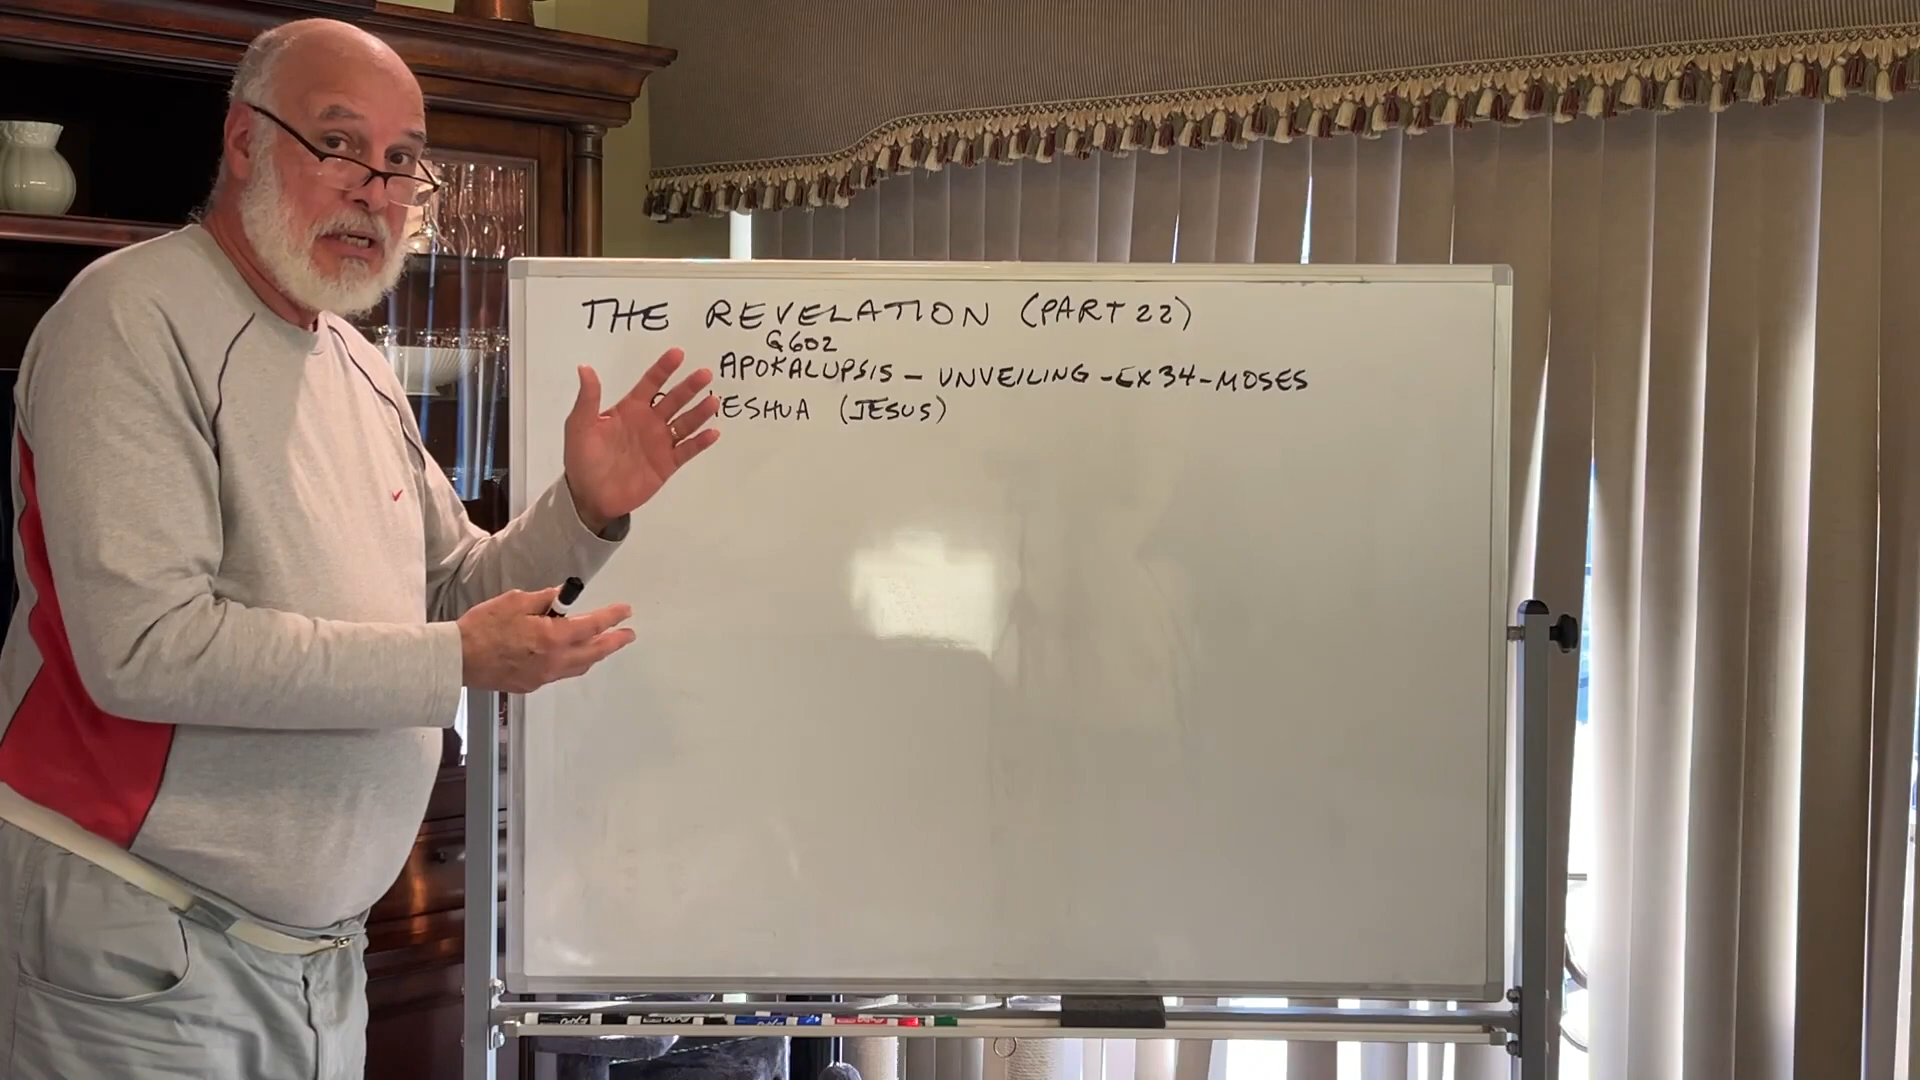 THE REVELATION (PART 22)
G602
APOKALUPSIS - UNVEILING - EX 34 - MOSES
YESHUA (JESUS)